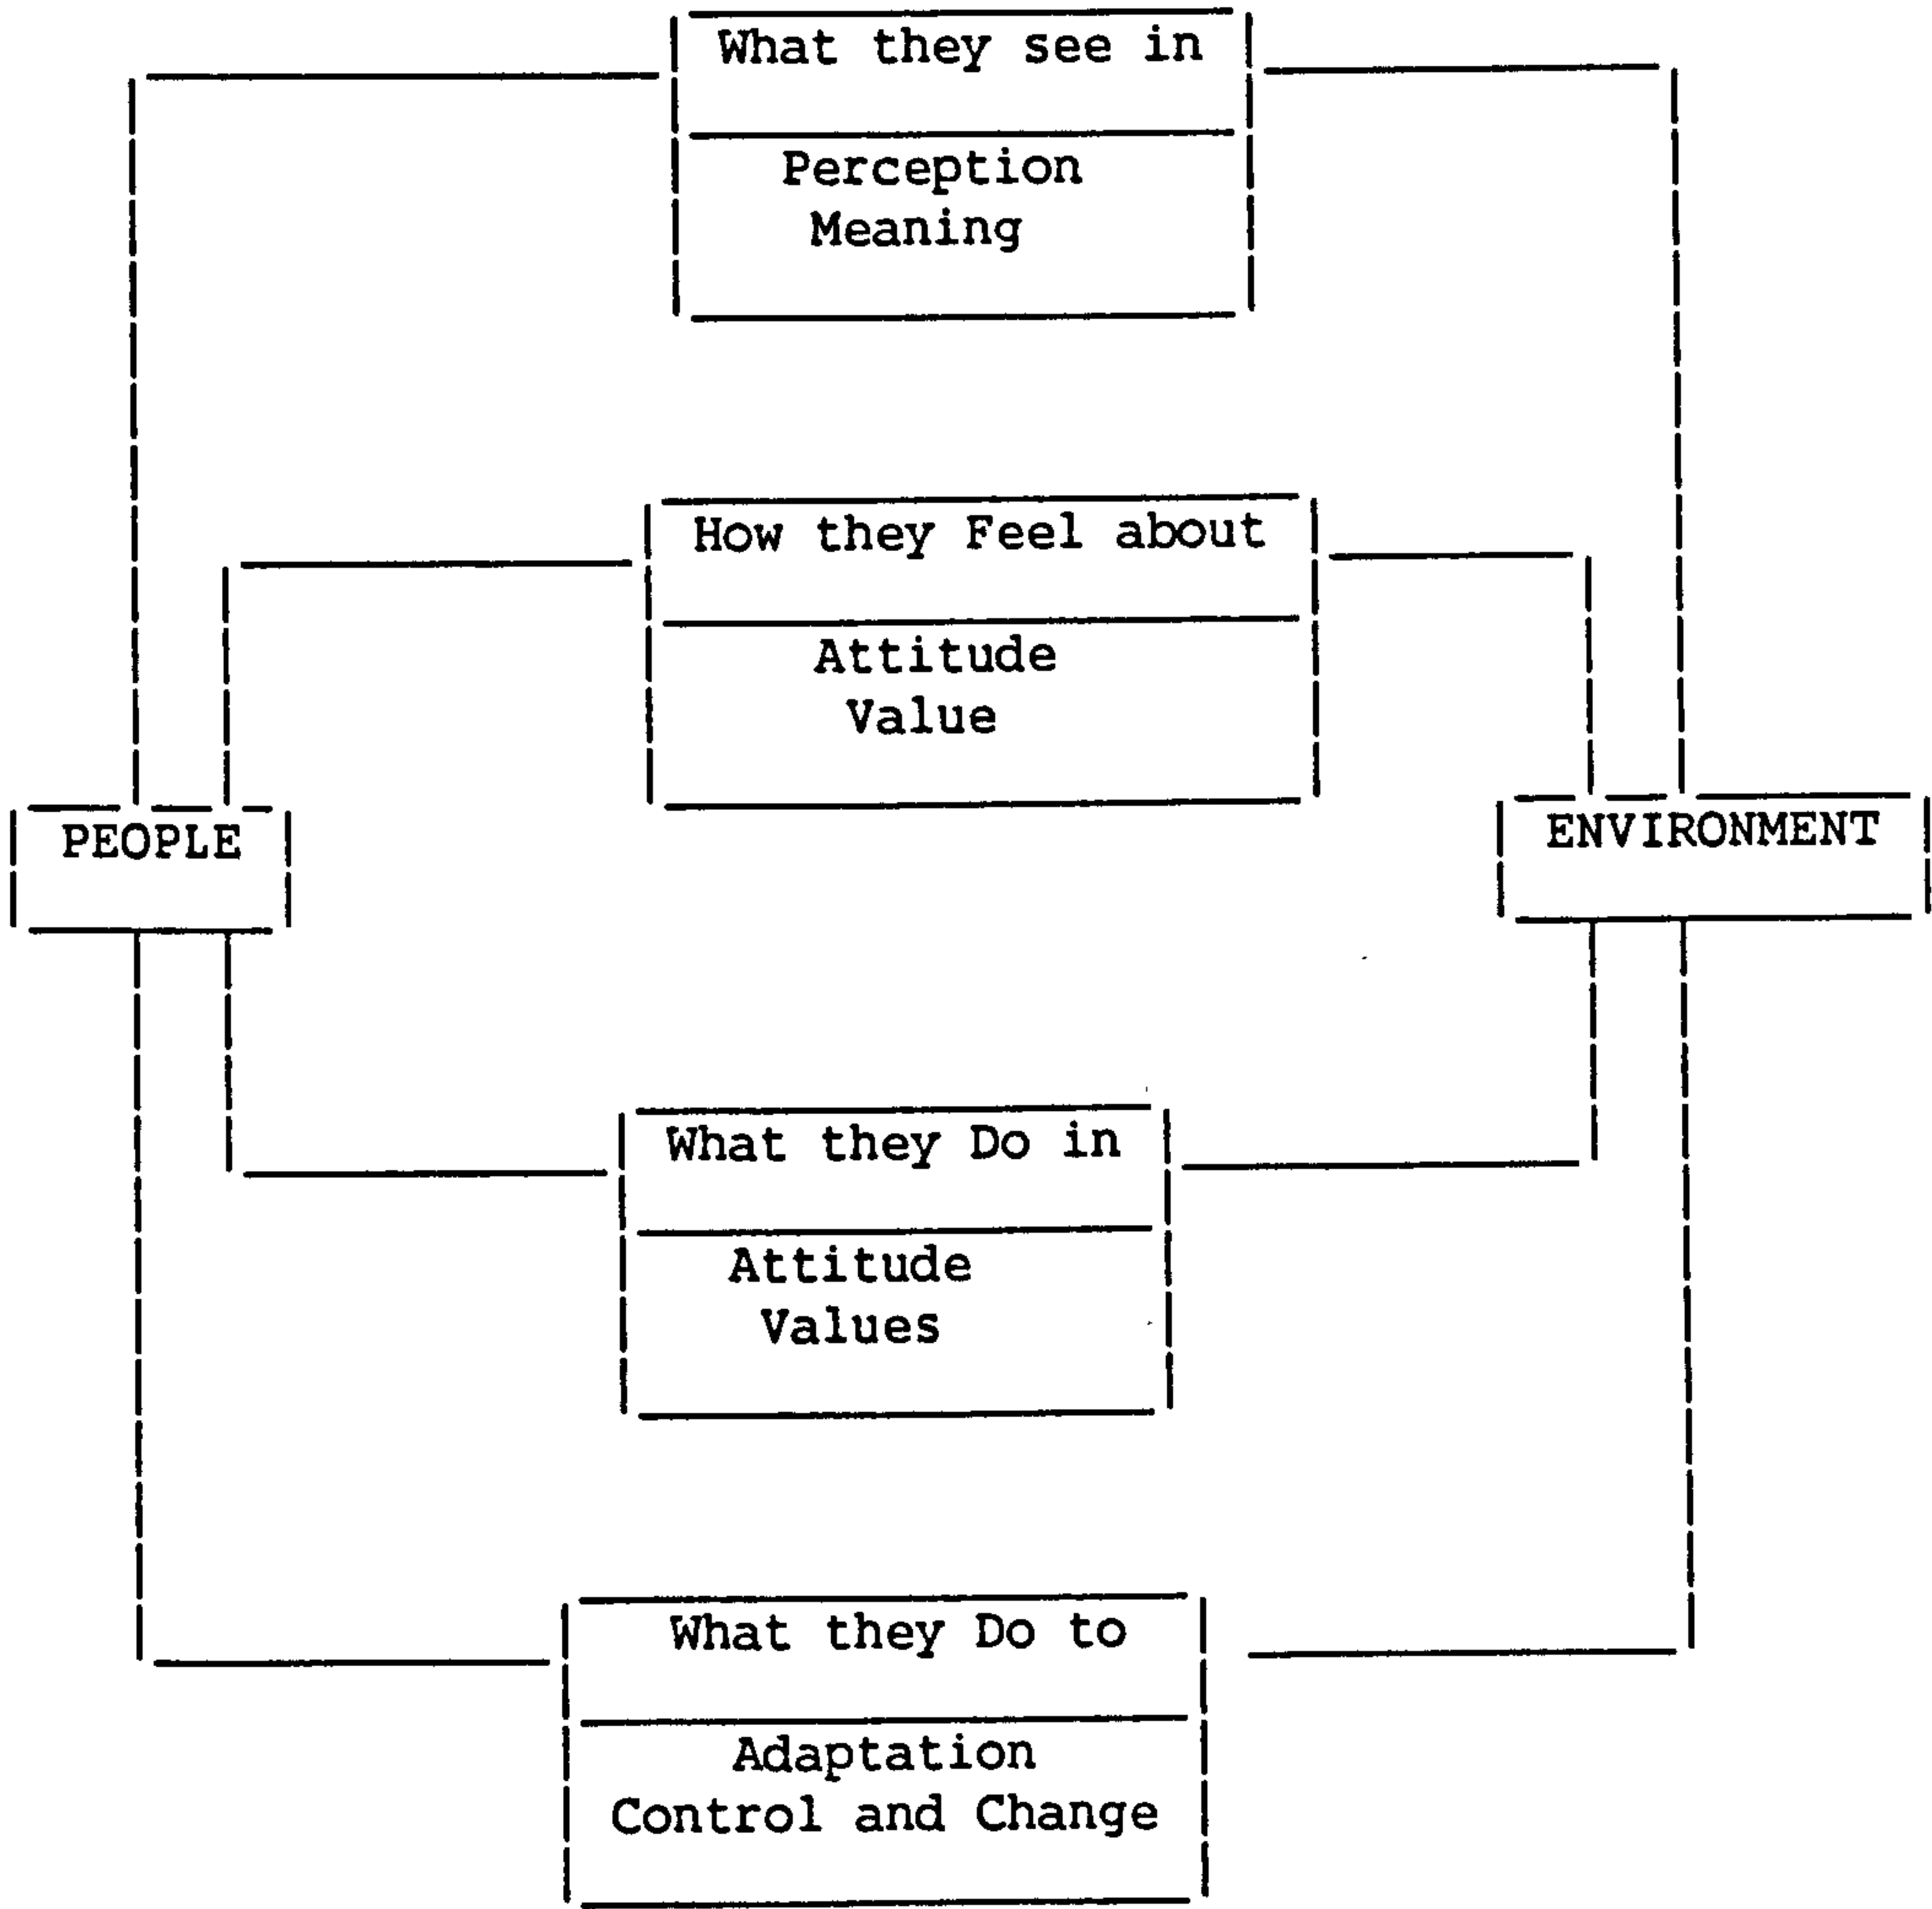 What they see in
Perception
Meaning
How they Feel about
Attitude
Value
PEOPLE
ENVIRONMENT
What they Do in
Attitude
Values
What they Do to
Adaptation
Control and Change